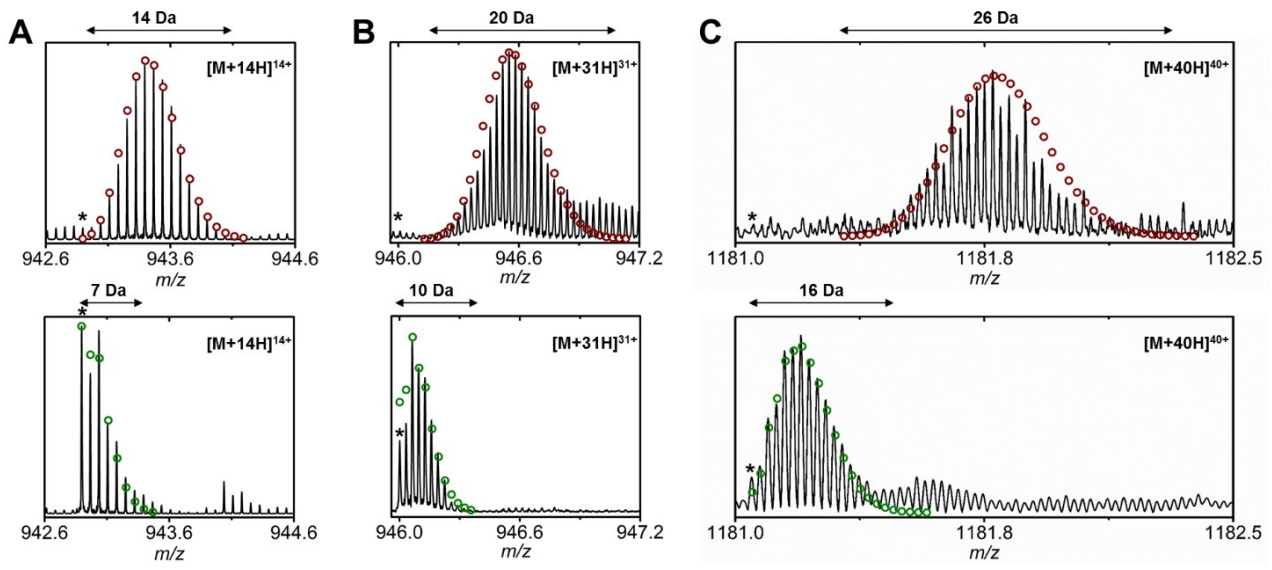 A
14 Da
[M+14H]14+
*
942.6
943.6
944.6
m/z
7 Da
*
[M+14H]14+
942.6
943.6
944.6
m/z
B
20 Da
[M+31H]31+
*
946.0
946.6
947.2
m/z
10 Da
[M+31H]31+
*
946.0
946.6
947.2
m/z
C
26 Da
[M+40H]40+
*
1181.0
1181.8
1182.5
m/z
16 Da
[M+40H]40+
*
1181.0
1181.8
1182.5
m/z